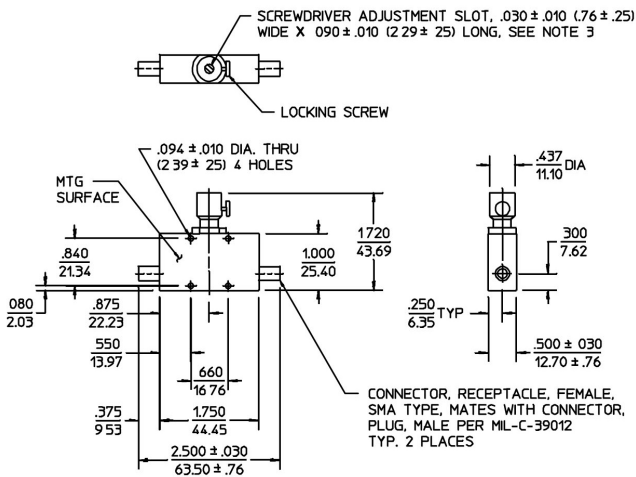 SCREWDRIVER ADJUSTMENT SLOT, .030±.010 (.76±.25)
WIDE X 090±.010 (2 29± 25) LONG, SEE NOTE 3
LOCKING SCREW
.094 ±.010 DIA. THRU
(2 39± 25) 4 HOLES
MTG
SURFACE
.437
11.10 DIA
1720
43.69
.840
21.34
1.000
25.40
300
7.62
080
2.03
.875
22.23
.250
6.35 TYP
550
13.97
.500 ± 030
12.70 ±.76
660
16 76
.375
9 53
1.750
44.45
CONNECTOR, RECEPTACLE, FEMALE,
SMA TYPE, MATES WITH CONNECTOR,
PLUG, MALE PER MIL-C-39012
TYP. 2 PLACES
2.500 ±.030
63.50 ±.76